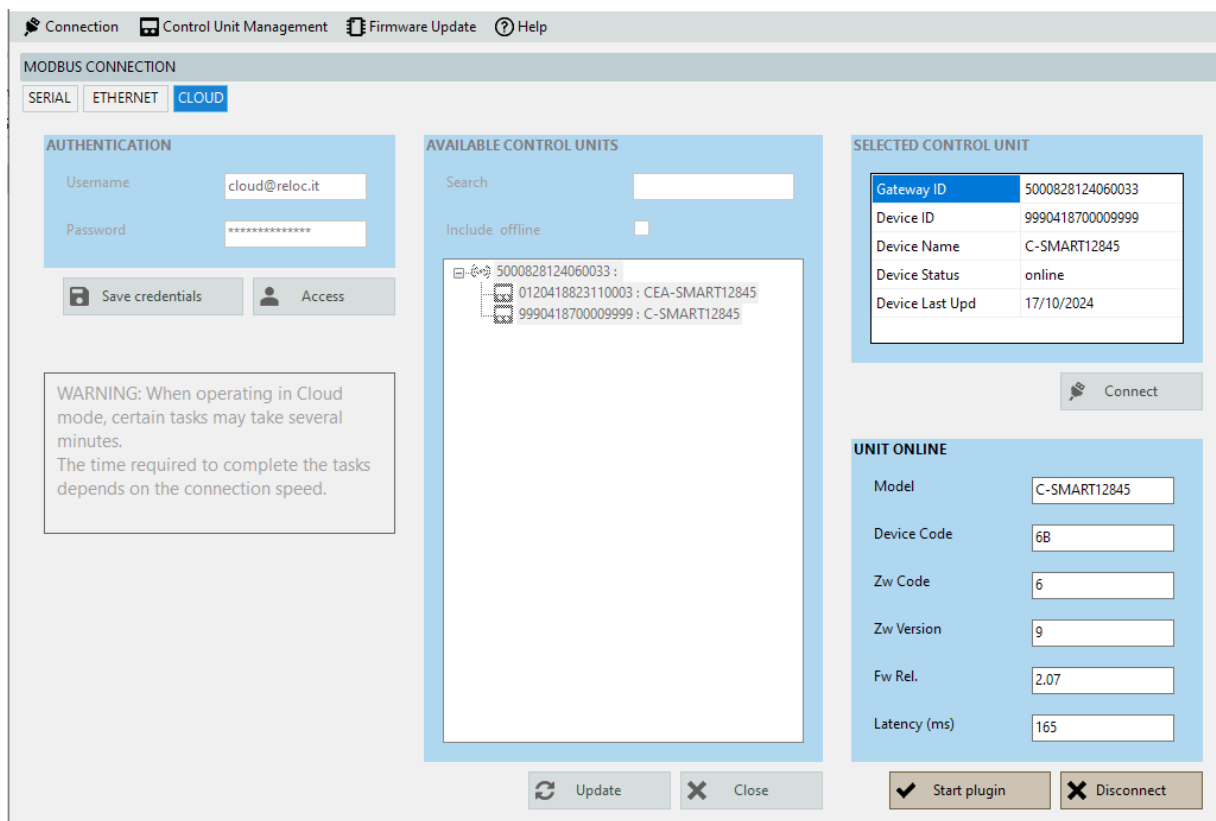 Connection Control Unit Management Firmware Update Help
MODBUS CONNECTION
SERIAL ETHERNET CLOUD
AUTHENTICATION
Username cloud@reloc.it
Password **************
Save credentials Access
WARNING: When operating in Cloud
mode, certain tasks may take several
minutes.
The time required to complete the tasks
depends on the connection speed.
AVAILABLE CONTROL UNITS
Search
Include offline
5000828124060033 :
0120418823110003 : CEA-SMART12845
9990418700009999 : C-SMART12845
Update Close
SELECTED CONTROL UNIT
Gateway ID 5000828124060033
Device ID 9990418700009999
Device Name C-SMART12845
Device Status online
Device Last Upd 17/10/2024
Connect
UNIT ONLINE
Model C-SMART12845
Device Code 6B
Zw Code 6
Zw Version 9
Fw Rel. 2.07
Latency (ms) 165
Start plugin Disconnect